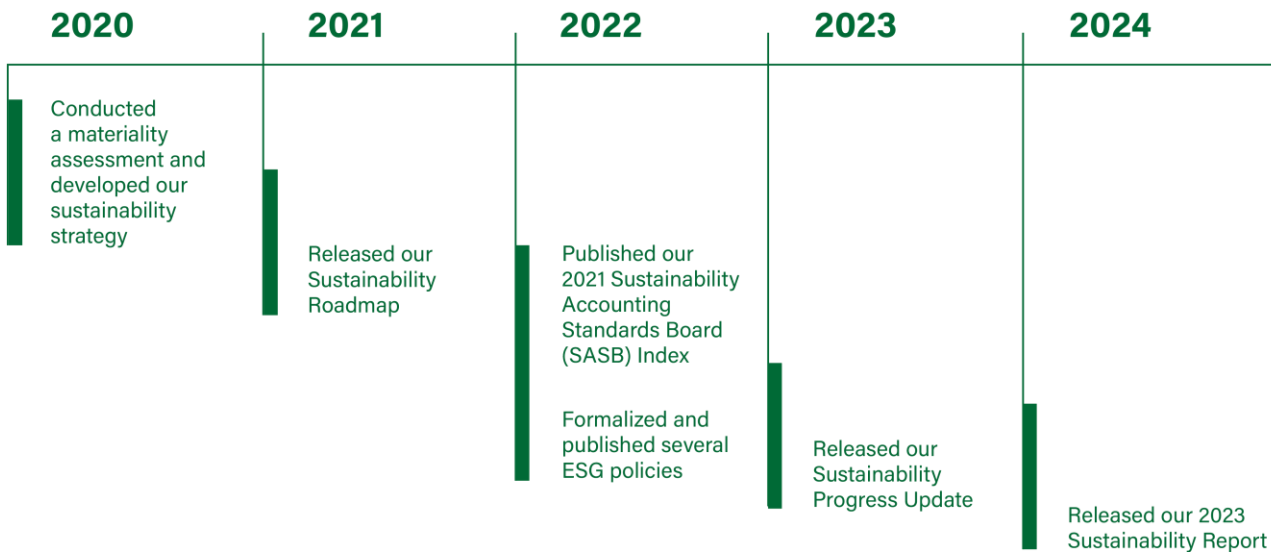 2020
2021
2022
2023
2024
Conducted
a materiality
assessment and
developed our
sustainability
strategy
Released our
Sustainability
Roadmap
Published our
2021 Sustainability
Accounting
Standards Board
(SASB) Index
Formalized and
published several
ESG policies
Released our
Sustainability
Progress Update
Released our 2023
Sustainability Report